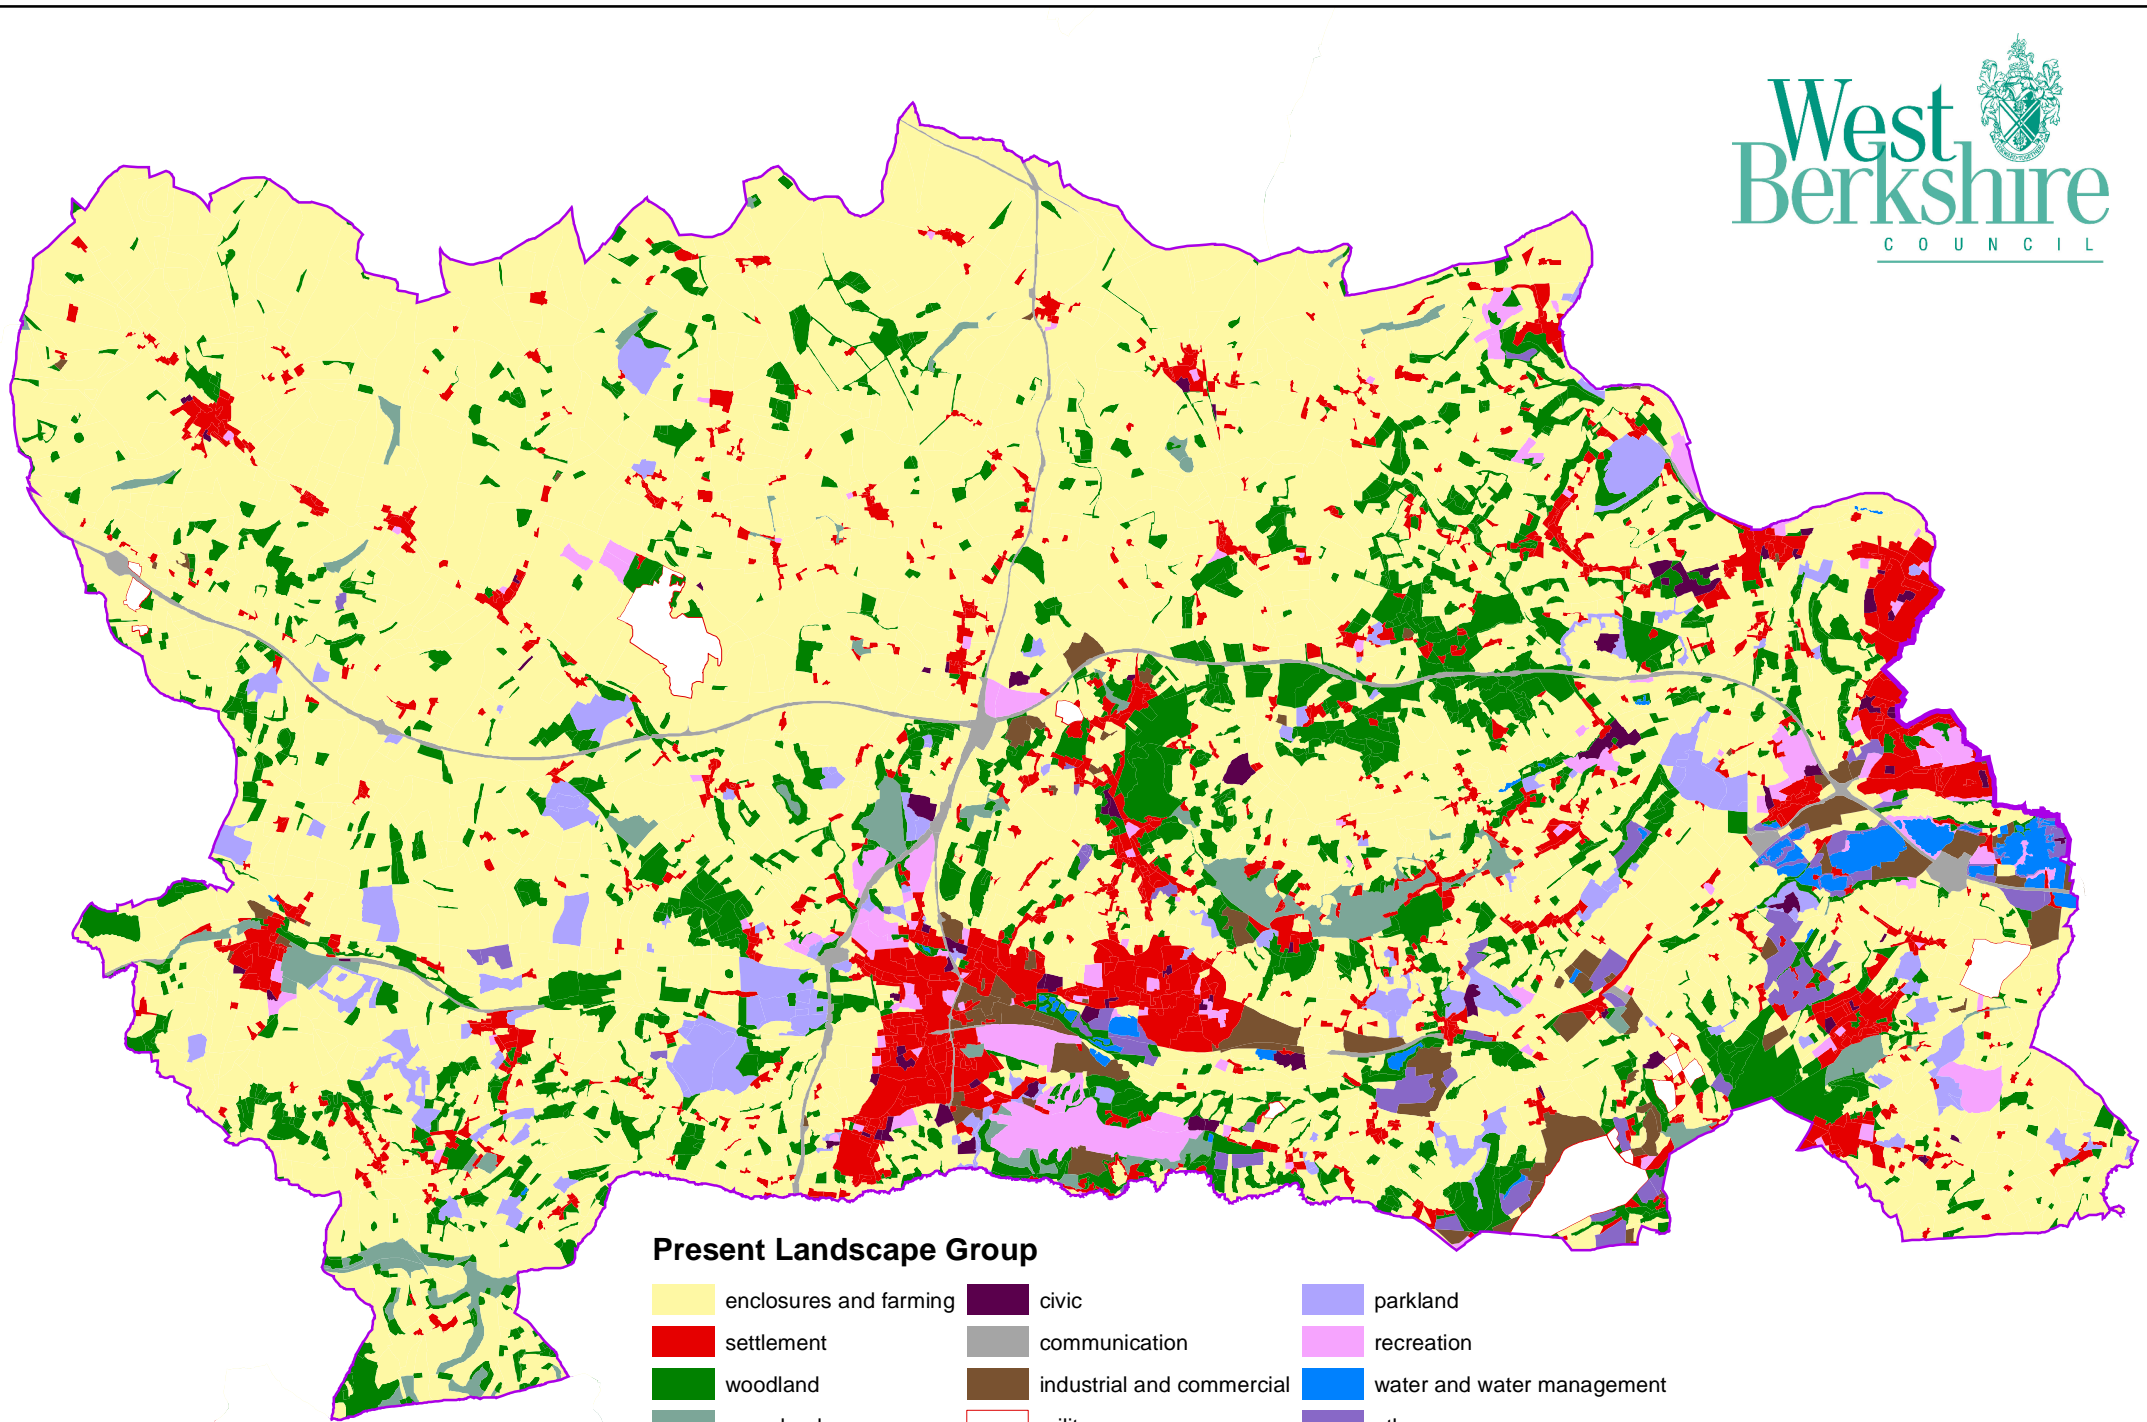 West
Berkshire
COUNCIL
Present Landscape Group
enclosures and farming
civic
parkland
settlement
communication
recreation
woodland
industrial and commercial
water and water management